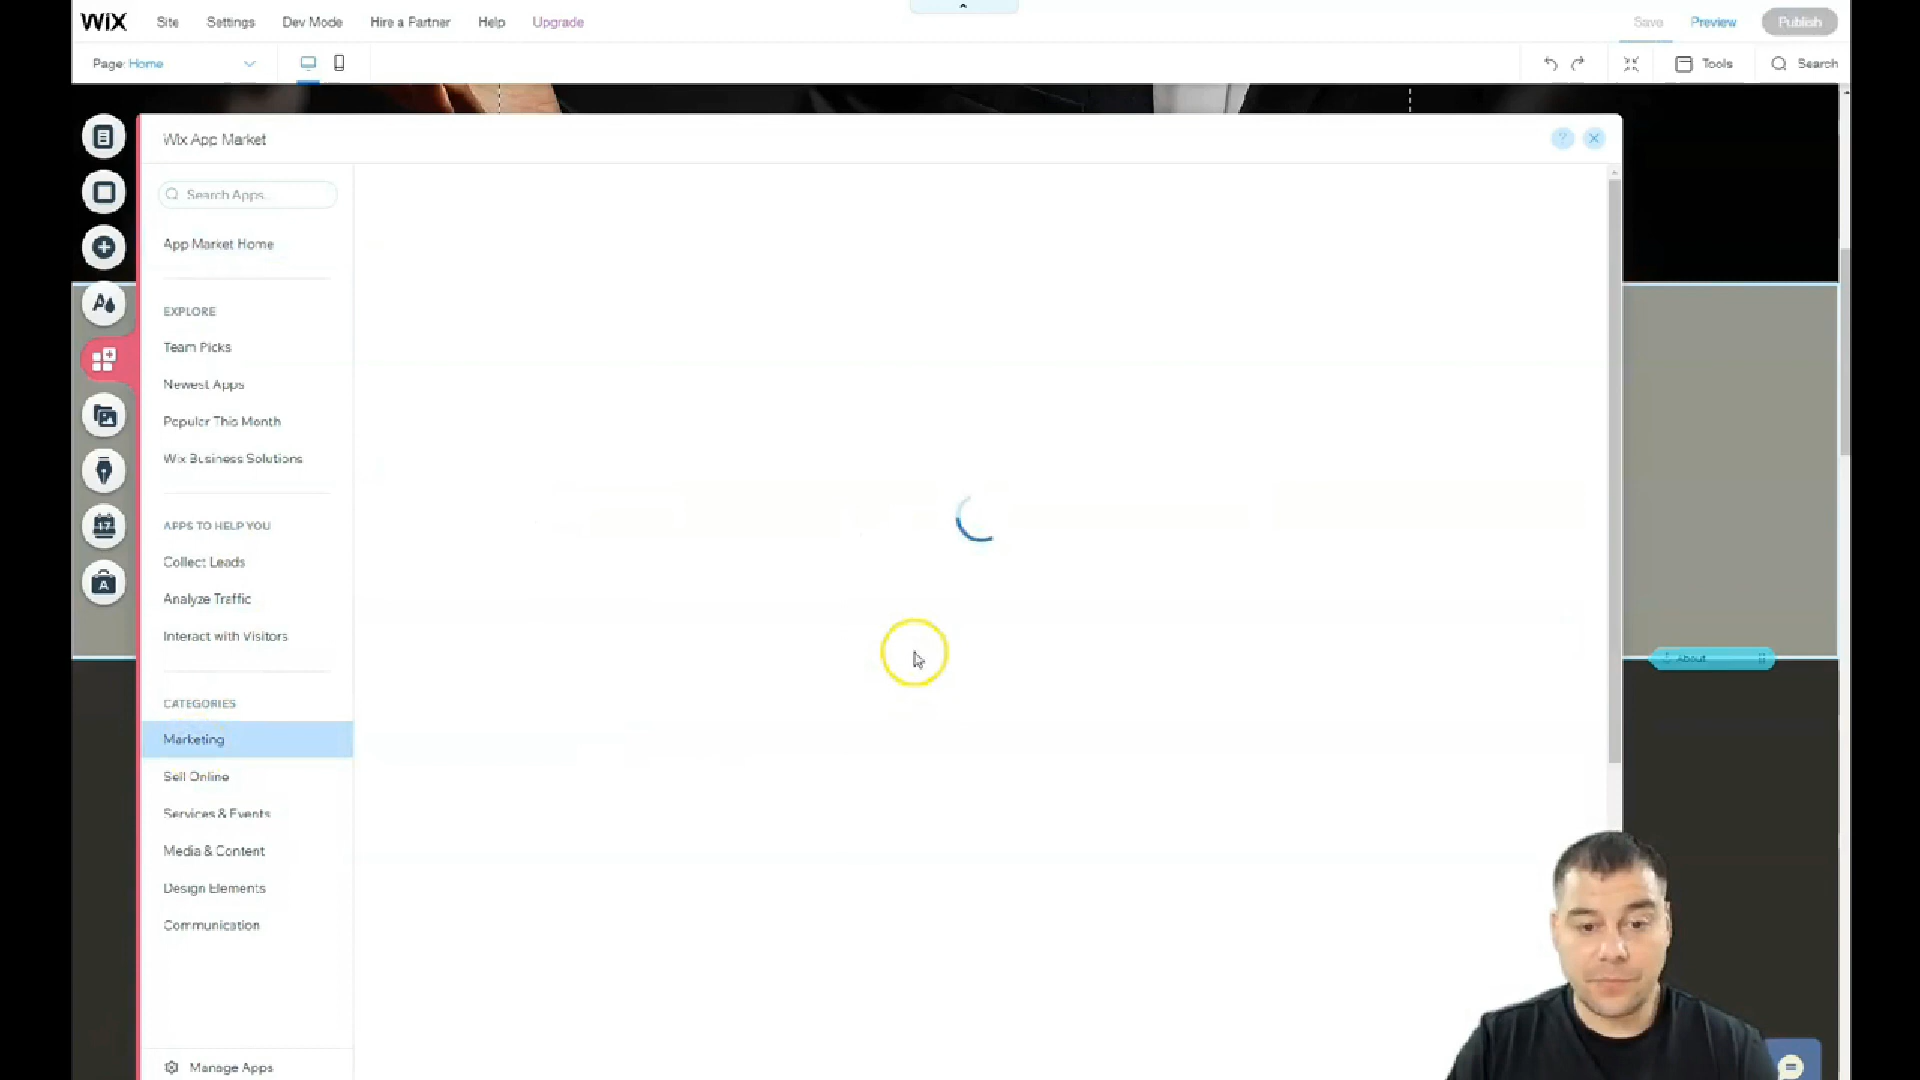 WiX Site Settings Dev Mode Hire a Partner Help Upgrade Save Preview Publish
Page: Home Tools Search
Wix App Market ?
Search Apps...
App Market Home
EXPLORE
Team Picks
Newest Apps
Popular This Month
Wix Business Solutions
APPS TO HELP YOU
Collect Leads
Analyze Traffic
Interact with Visitors
About
CATEGORIES
Marketing
Sell Online
Services & Events
Media & Content
Design Elements
Communication
Manage Apps